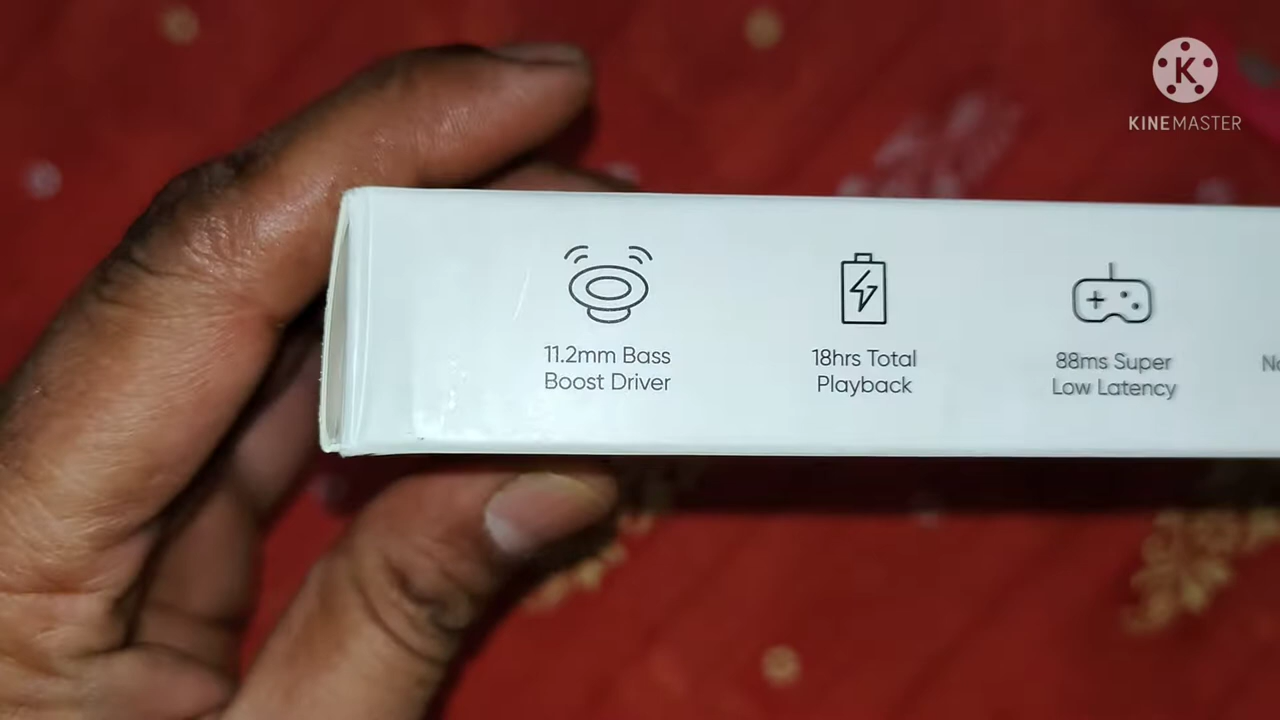 KINEMASTER
11.2mm Bass
Boost Driver
18hrs Total
Playback
88ms Super
Low Latency